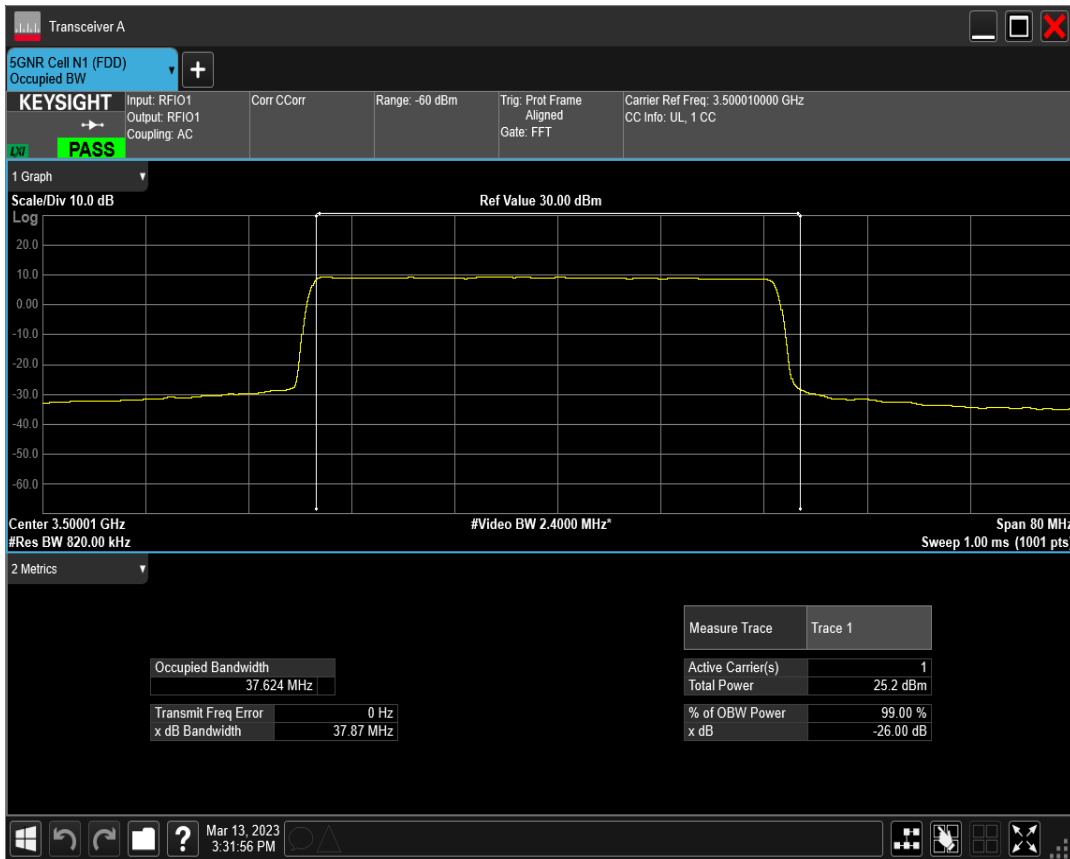 Transceiver A
5GNR Cell N1 (FDD)
Occupied BW
+
KEYSIGHT
LXI
PASS
Input: RFIO1
Output: RFIO1
Coupling: AC
Corr CCorr
Range: -60 dBm
Trig: Prot Frame
Aligned
Gate: FFT
Carrier Ref Freq: 3.500010000 GHz
CC Info: UL, 1 CC
1 Graph
Scale/Div 10.0 dB
Ref Value 30.00 dBm
Log
20.0
10.0
0.00
-10.0
-20.0
-30.0
-40.0
-50.0
-60.0
Center 3.50001 GHz
#Video BW 2.4000 MHz*
Span 80 MHz
#Res BW 820.00 kHz
Sweep 1.00 ms (1001 pts)
2 Metrics
Measure Trace Trace 1
Occupied Bandwidth
37.624 MHz
Transmit Freq Error 0 Hz
x dB Bandwidth 37.87 MHz
Active Carrier(s) 1
Total Power 25.2 dBm
% of OBW Power 99.00 %
x dB -26.00 dB
?
Mar 13, 2023
3:31:56 PM